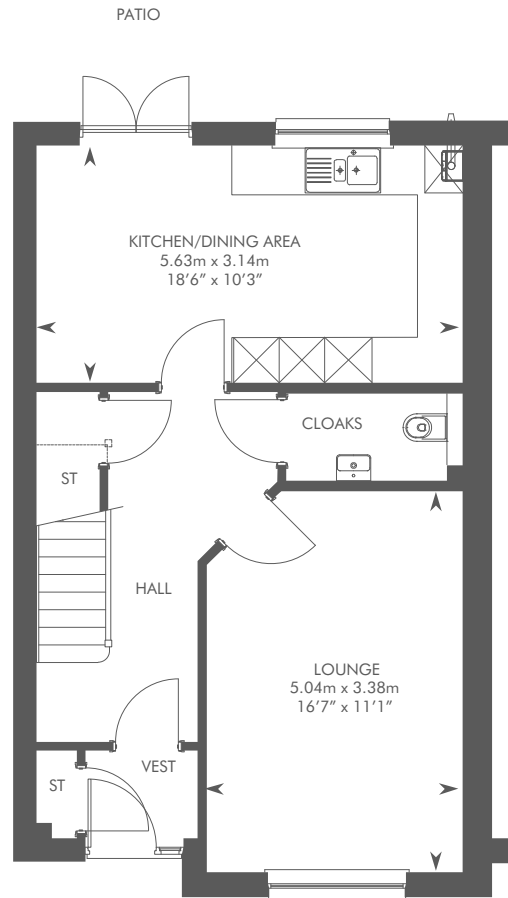 PATIO
KITCHEN/DINING AREA
5.63m x 3.14m
18’6” x 10’3”
CLOAKS
ST
HALL
LOUNGE
5.04m x 3.38m
16’7” x 11’1”
VEST
ST